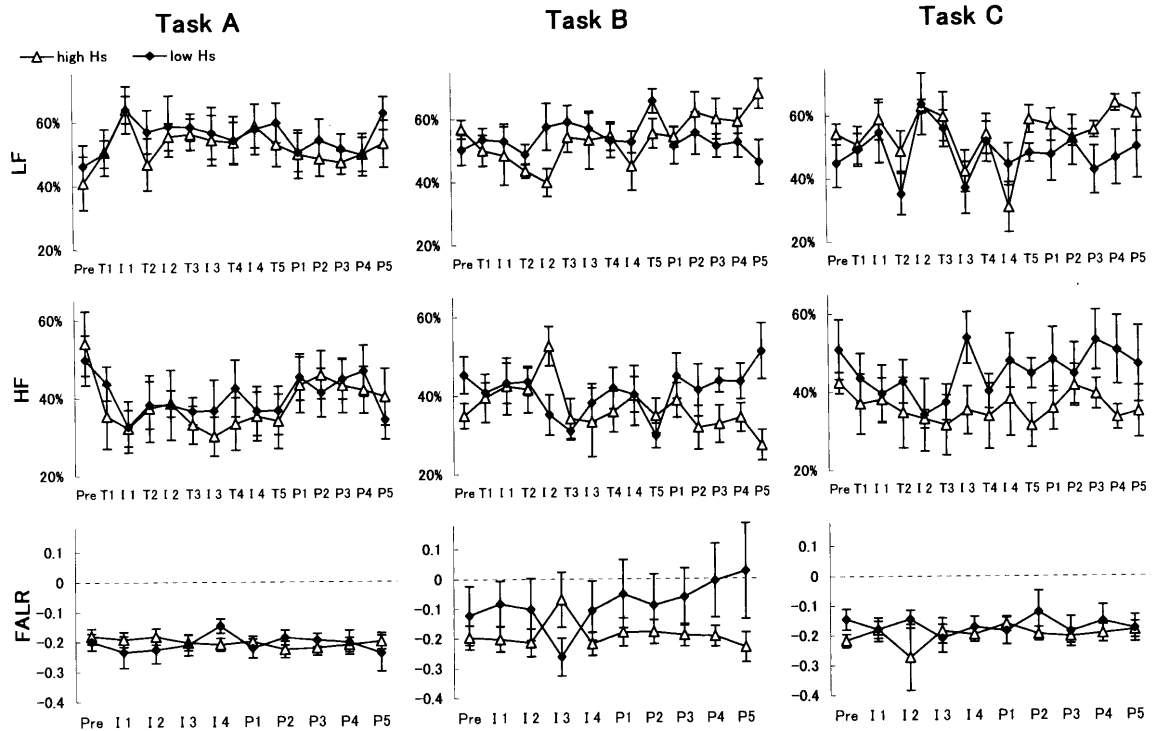 Task A Task B Task C
high Hs low Hs
LF
60%
40%
20%
Pre T1 I1 T2 I2 T3 I3 T4 I4 T5 P1 P2 P3 P4 P5
60%
40%
20%
Pre T1 I1 T2 I2 T3 I3 T4 I4 T5 P1 P2 P3 P4 P5
60%
40%
20%
Pre T1 I1 T2 I2 T3 I3 T4 I4 T5 P1 P2 P3 P4 P5
HF
60%
40%
20%
Pre T1 I1 T2 I2 T3 I3 T4 I4 T5 P1 P2 P3 P4 P5
60%
40%
20%
Pre T1 I1 T2 I2 T3 I3 T4 I4 T5 P1 P2 P3 P4 P5
60%
40%
20%
Pre T1 I1 T2 I2 T3 I3 T4 I4 T5 P1 P2 P3 P4 P5
FALR
0.1
0
-0.1
-0.2
-0.3
-0.4
Pre I1 I2 I3 I4 P1 P2 P3 P4 P5
0.1
0
-0.1
-0.2
-0.3
-0.4
Pre I1 I2 I3 I4 P1 P2 P3 P4 P5
0.1
0
-0.1
-0.2
-0.3
-0.4
Pre I1 I2 I3 I4 P1 P2 P3 P4 P5